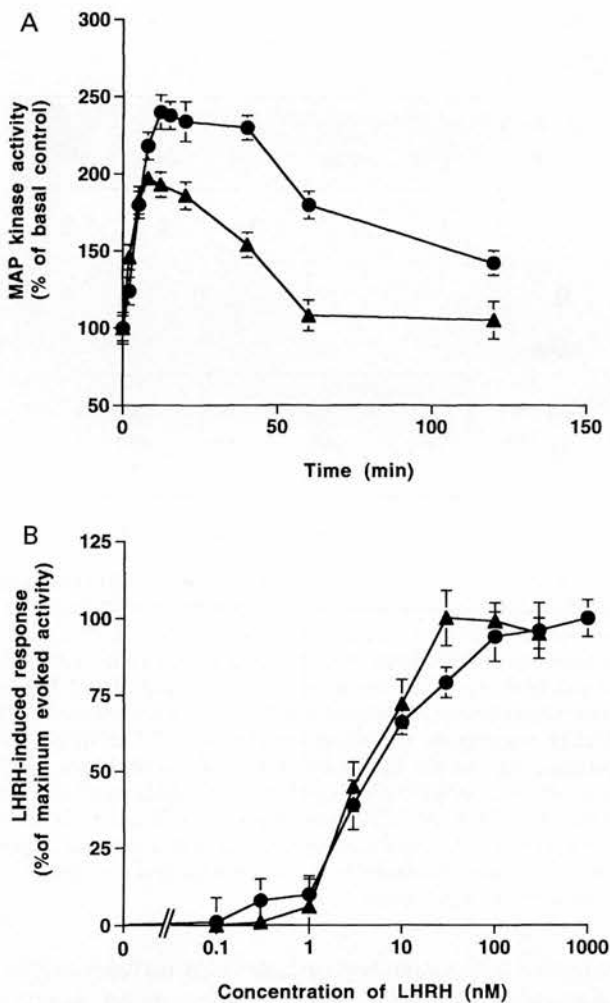 A
300
250
200
150
100
50
MAP kinase activity
(% of basal control)
0
50
100
150
Time (min)
B
125
100
75
50
25
0
LHRH-induced response
(%of maximum evoked activity)
0
0.1
1
10
100
1000
Concentration of LHRH (nM)